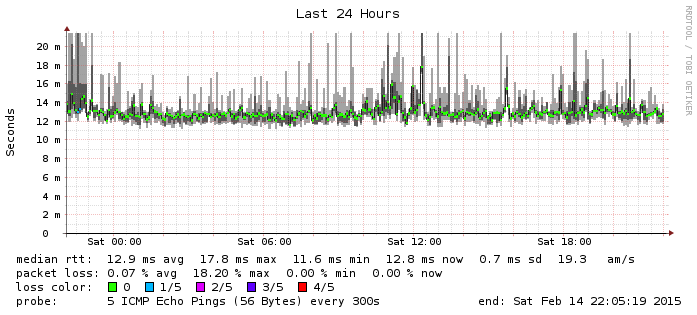 Last 24 Hours
RRDTOOL / TOBI OETIKER
Seconds
20 m
18 m
16 m
14 m
12 m
10 m
8 m
6 m
4 m
2 m
0
Sat 00:00 Sat 06:00 Sat 12:00 Sat 18:00
median rtt: 12.9 ms avg 17.8 ms max 11.6 ms min 12.8 ms now 0.7 ms sd 19.3 am/s
packet loss: 0.07 % avg 18.20 % max 0.00 % min 0.00 % now
loss color: 0 1/5 2/5 3/5 4/5
probe: 5 ICMP Echo Pings (56 Bytes) every 300s end: Sat Feb 14 22:05:19 2015